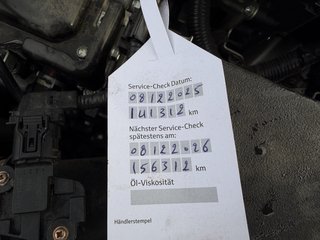 Service-Check Datum:
08122025
141312 km
Nächster Service-Check
spätestens am:
08122026
156312 km
Öl-Viskosität
Händlerstempel